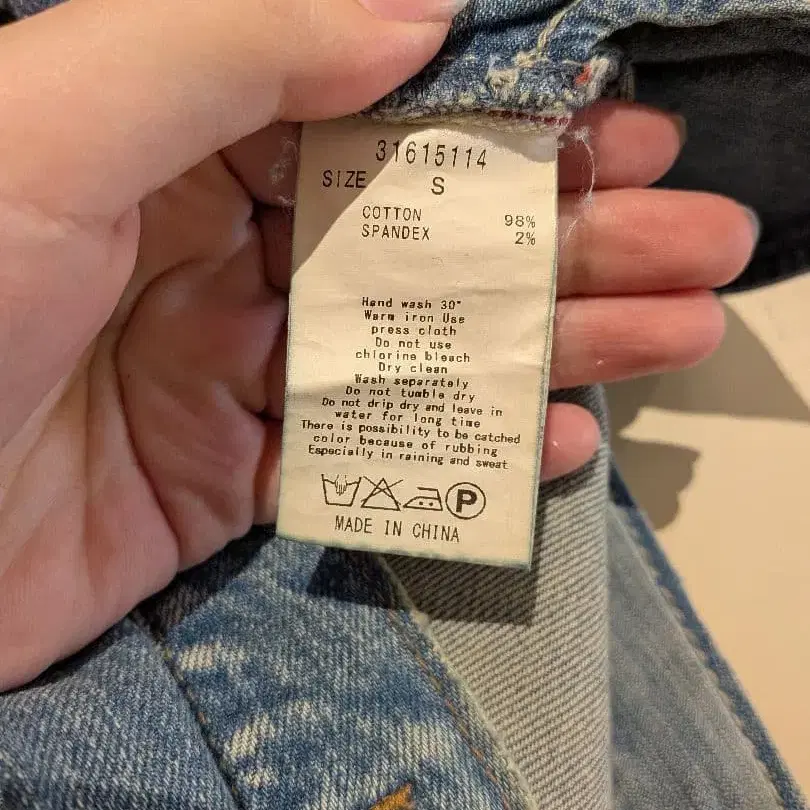 31615114
SIZE S
COTTON 98%
SPANDEX 2%
Hand wash 30°
Warm iron Use
press cloth
Do not use
chlorine bleach
Dry clean
Wash separately
Do not tumble dry
Do not drip dry and leave in
water for long time
There is possibility to be catched
color because of rubbing
Especially in raining and sweat
P
MADE IN CHINA